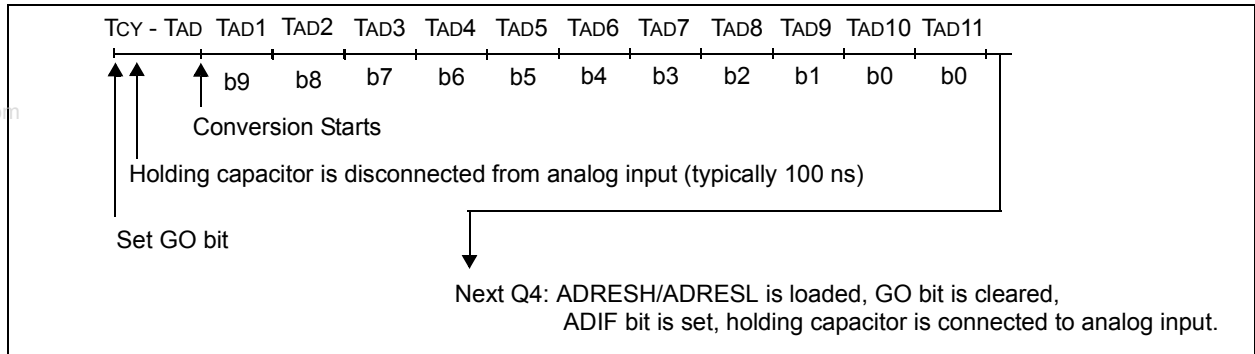 TCY - TAD TAD1 TAD2 TAD3 TAD4 TAD5 TAD6 TAD7 TAD8 TAD9 TAD10 TAD11
b9 b8 b7 b6 b5 b4 b3 b2 b1 b0 b0
om
Conversion Starts
Holding capacitor is disconnected from analog input (typically 100 ns)
Set GO bit
Next Q4: ADRESH/ADRESL is loaded, GO bit is cleared,
ADIF bit is set, holding capacitor is connected to analog input.